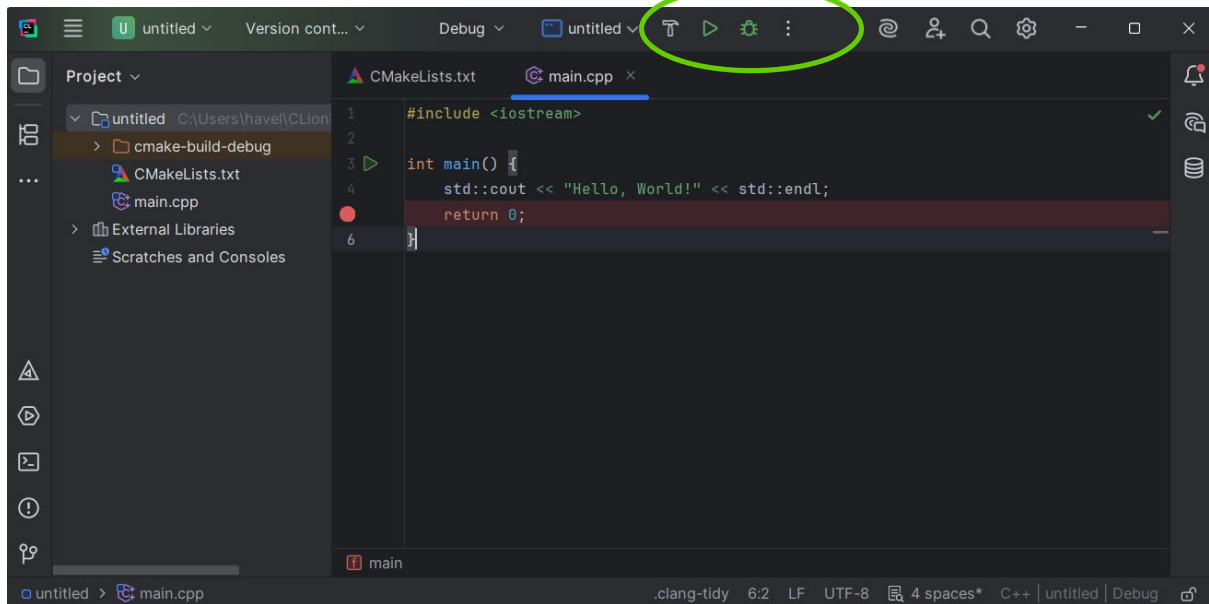 CL U untitled Version cont... Debug untitled
Project
CMakeLists.txt main.cpp
untitled C:\Users\havel\CLion
cmake-build-debug
CMakeLists.txt
main.cpp
External Libraries
Scratches and Consoles
1 #include <iostream>
2
3 int main() {
4 std::cout << "Hello, World!" << std::endl;
return 0;
6 }
f main
untitled > main.cpp .clang-tidy 6:2 LF UTF-8 4 spaces* C++ | untitled | Debug